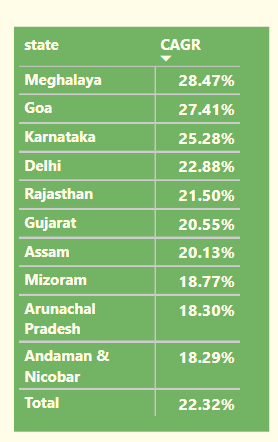 state CAGR
Meghalaya 28.47%
Goa 27.41%
Karnataka 25.28%
Delhi 22.88%
Rajasthan 21.50%
Gujarat 20.55%
Assam 20.13%
Mizoram 18.77%
Arunachal 18.30%
Pradesh
Andaman & 18.29%
Nicobar
Total 22.32%